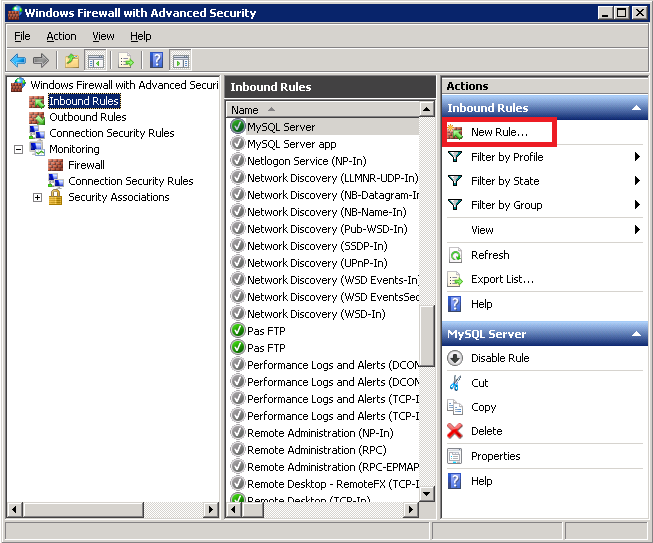 Windows Firewall with Advanced Security
File Action View Help
Windows Firewall with Advanced Securi
Inbound Rules
Outbound Rules
Connection Security Rules
Monitoring
Firewall
Connection Security Rules
Security Associations
Inbound Rules
Name
MySQL Server
MySQL Server app
Netlogon Service (NP-In)
Network Discovery (LLMNR-UDP-In)
Network Discovery (NB-Datagram-In
Network Discovery (NB-Name-In)
Network Discovery (Pub-WSD-In)
Network Discovery (SSDP-In)
Network Discovery (UPnP-In)
Network Discovery (WSD Events-In)
Network Discovery (WSD EventsSec
Network Discovery (WSD-In)
Pas FTP
Pas FTP
Performance Logs and Alerts (DCOM
Performance Logs and Alerts (DCOM
Performance Logs and Alerts (TCP-I
Performance Logs and Alerts (TCP-I
Remote Administration (NP-In)
Remote Administration (RPC)
Remote Administration (RPC-EPMAP
Remote Desktop - RemoteFX (TCP-I
Remote Desktop (TCP-In)
Actions
Inbound Rules
New Rule...
Filter by Profile
Filter by State
Filter by Group
View
Refresh
Export List...
Help
MySQL Server
Disable Rule
Cut
Copy
Delete
Properties
Help